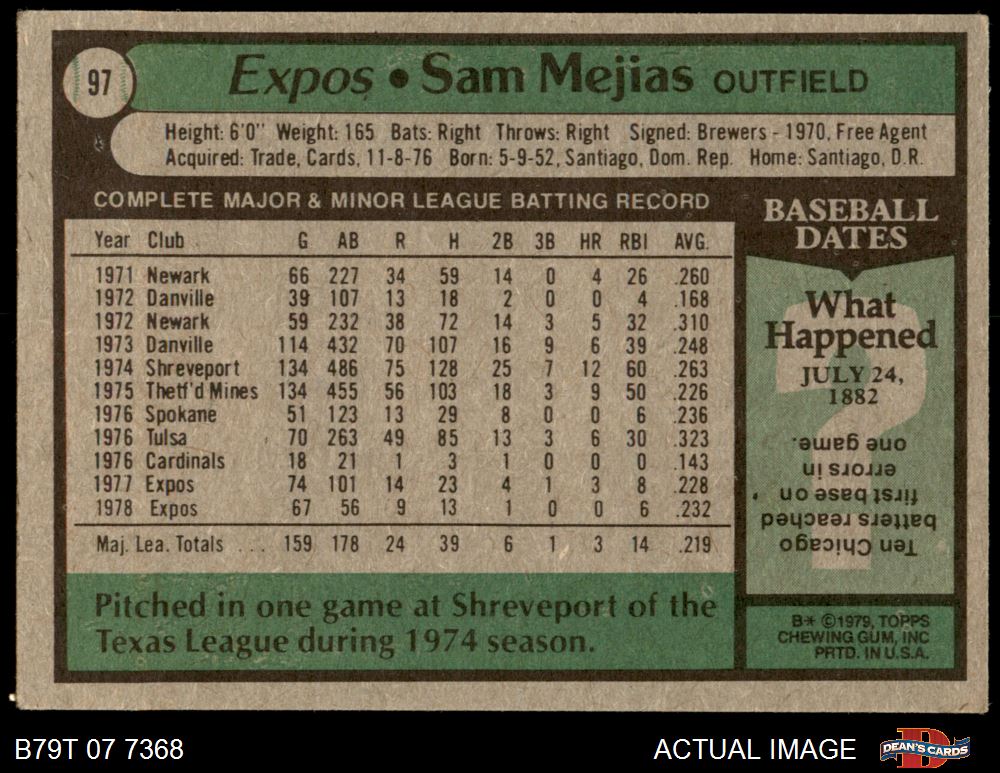 97
Expos • Sam Mejias OUTFIELD
Height: 6'0" Weight: 165 Bats: Right Throws: Right Signed: Brewers - 1970, Free Agent
Acquired: Trade, Cards, 11-8-76 Born: 5-9-52, Santiago, Dom. Rep. Home: Santiago, D.R.
COMPLETE MAJOR & MINOR LEAGUE BATTING RECORD
Year Club G AB R H 2B 3B HR RBI AVG.
1971 Newark 66 227 34 59 14 0 4 26 .260
1972 Danville 39 107 13 18 2 0 0 4 .168
1972 Newark 59 232 38 72 14 3 5 32 .310
1973 Danville 114 432 70 107 16 9 6 39 .248
1974 Shreveport 134 486 75 128 25 7 12 60 .263
1975 Thetf'd Mines 134 455 56 103 18 3 9 50 .226
1976 Spokane 51 123 13 29 8 0 0 6 .236
1976 Tulsa 70 263 49 85 13 3 6 30 .323
1976 Cardinals 18 21 1 3 1 0 0 0 .143
1977 Expos 74 101 14 23 4 1 3 8 .228
1978 Expos 67 56 9 13 1 0 0 6 .232
Maj. Lea. Totals ... 159 178 24 39 6 1 3 14 .219
Pitched in one game at Shreveport of the
Texas League during 1974 season.
BASEBALL
DATES
What
Happened
JULY 24,
1882
Ten Chicago
batters reached
first base on
errors in
one game.
B* ©1979, TOPPS
CHEWING GUM, INC
PRTD. IN U.S.A.
B79T 07 7368
ACTUAL IMAGE
DEAN'S CARDS